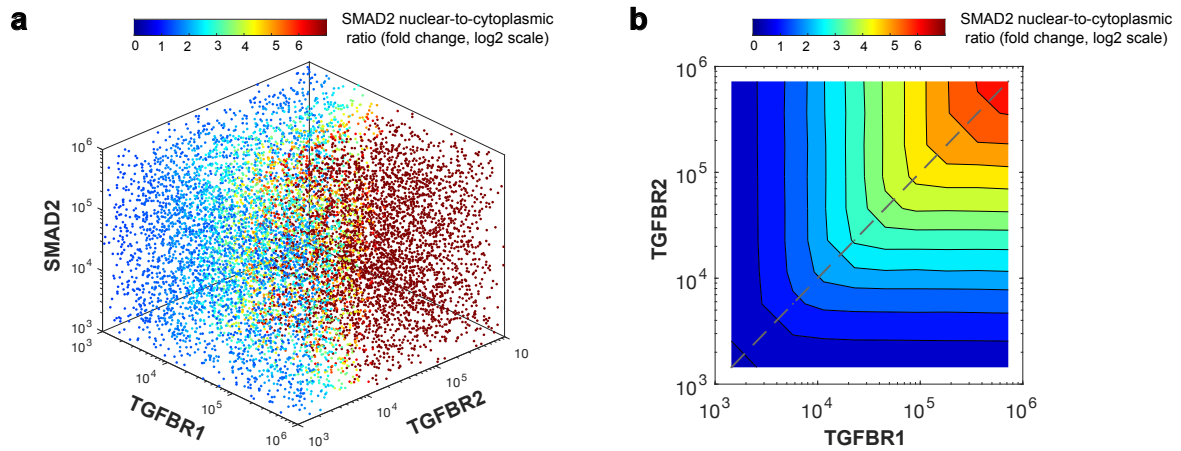 a
SMAD2 nuclear-to-cytoplasmic
ratio (fold change, log2 scale)
0 1 2 3 4 5 6
SMAD2
10^6
10^5
10^4
10^3
10^3
10^4
10^5
10^6
TGFBR1
10^3
10^4
10^5
10
TGFBR2
b
SMAD2 nuclear-to-cytoplasmic
ratio (fold change, log2 scale)
0 1 2 3 4 5 6
TGFBR2
10^6
10^5
10^4
10^3
10^3 10^4 10^5 10^6
TGFBR1